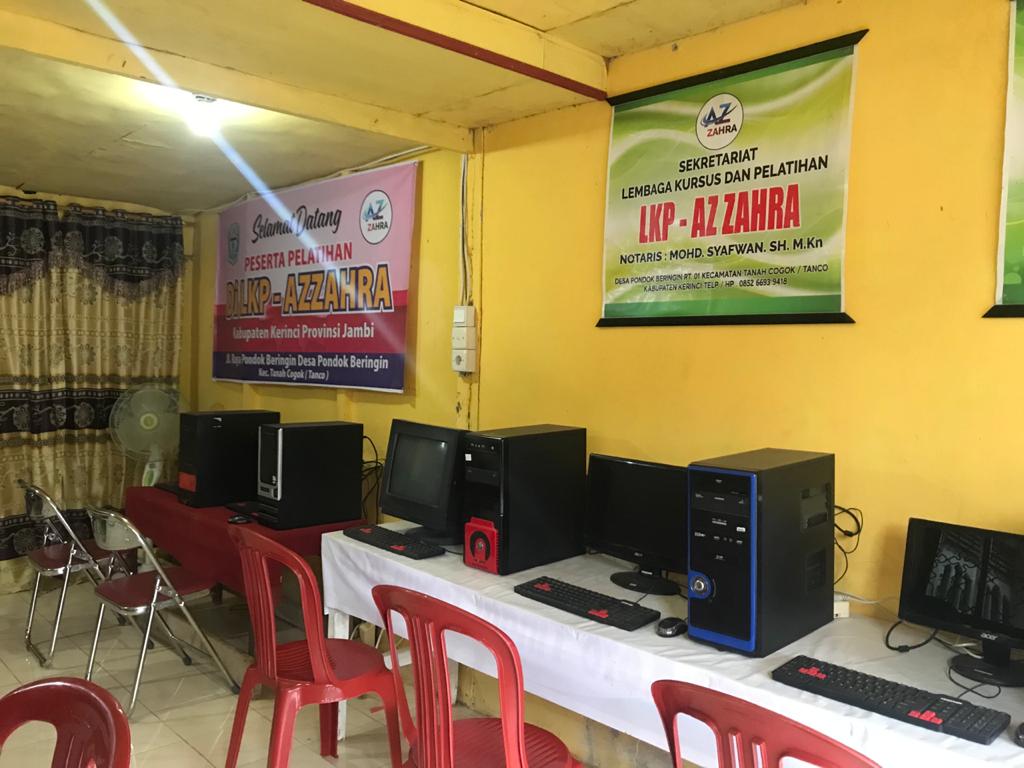 Selamat Datang
AZ
ZAHRA
PESERTA PELATIHAN
DI LKP - AZZAHRA
Kabupaten Kerinci Provinsi Jambi
Jl. Raya Pondok Beringin Desa Pondok Beringin
Kec. Tanah Cogok ( Tanco )
AZ
ZAHRA
SEKRETARIAT
LEMBAGA KURSUS DAN PELATIHAN
LKP - AZ ZAHRA
NOTARIS : MOHD. SYAFWAN. SH. M.Kn
DESA PONDOK BERINGIN RT. 01 KECAMATAN TANAH COGOK / TANCO
KABUPATEN KERINCI TELP / HP : 0852 6693 9418
acer